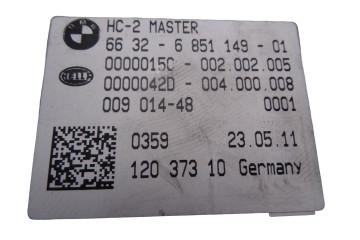 HC-2 MASTER
66 32 - 6 851 149 - 01
0000015C - 002.002.005
HELLA
0000042D - 004.000.008
009 014-48 0001
0359 23.05.11
120 373 10 Germany